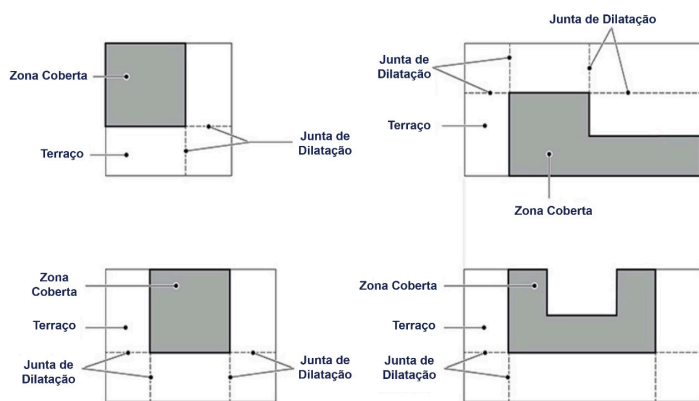 Zona Coberta
Terraço
Junta de
Dilatação
Junta de Dilatação
Junta de
Dilatação
Terraço
Zona Coberta
Zona
Coberta
Terraço
Junta de
Dilatação
Junta de
Dilatação
Zona Coberta
Terraço
Junta de
Dilatação